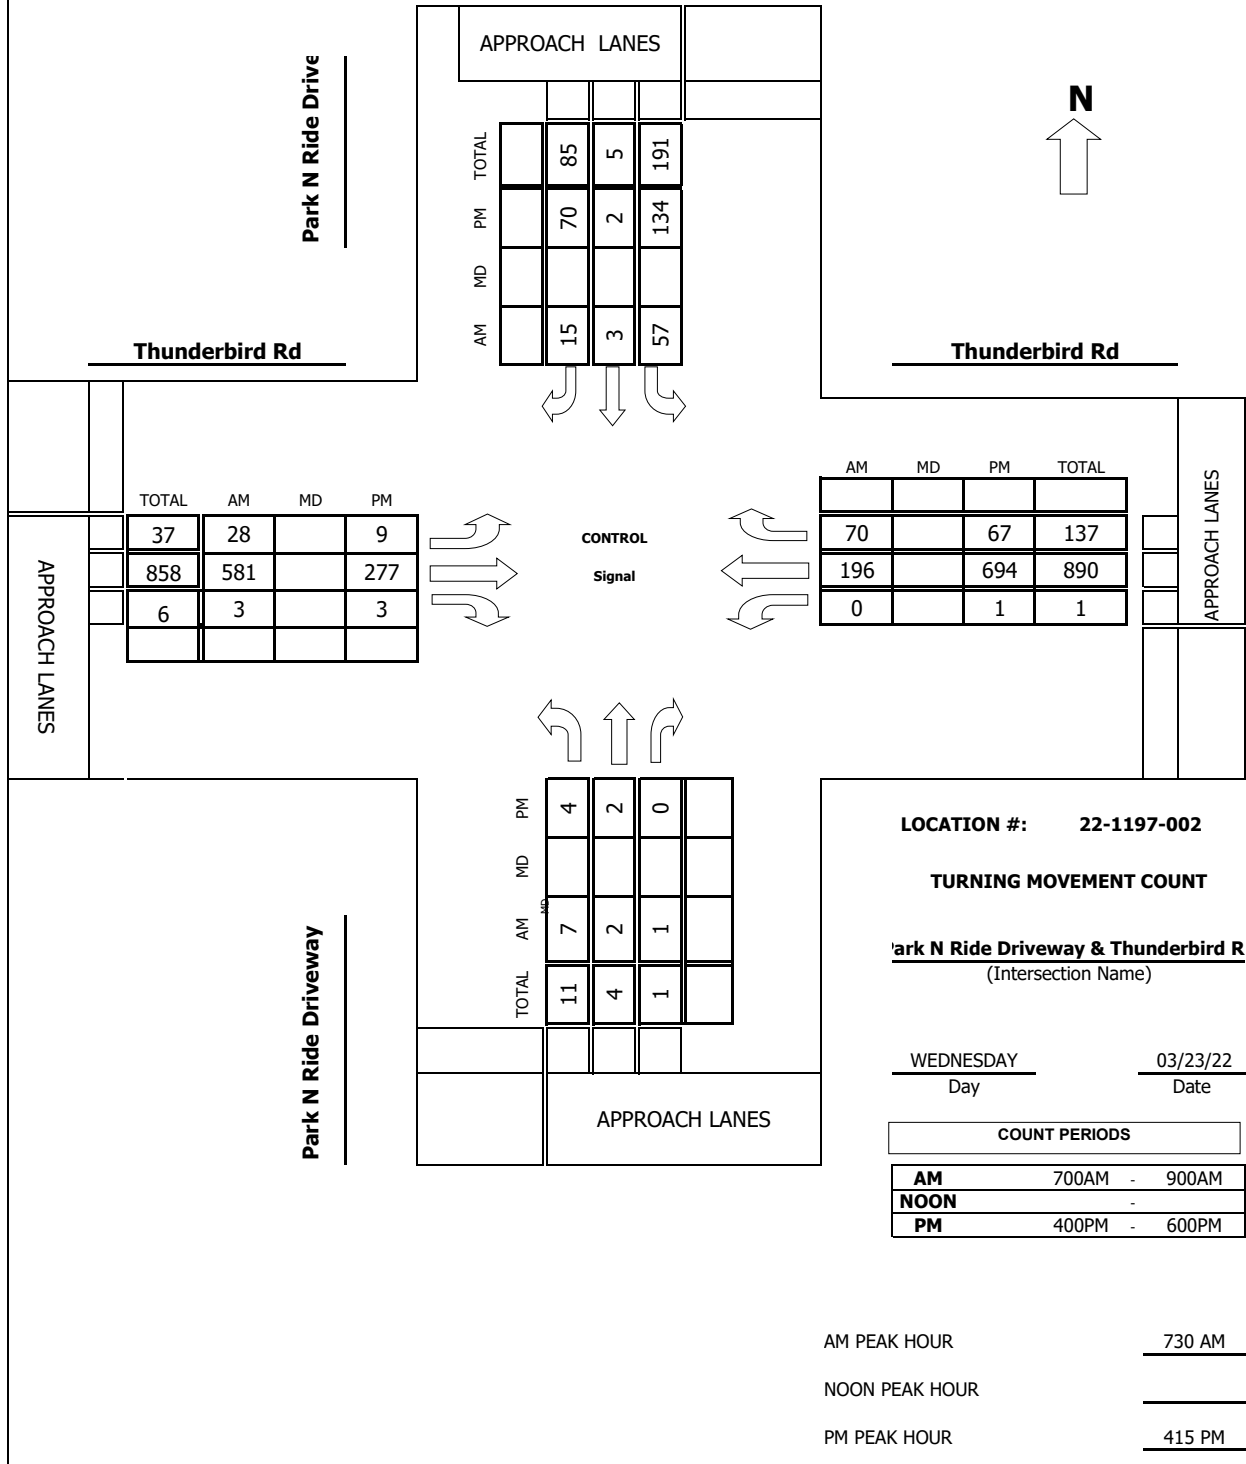 APPROACH LANES
Park N Ride Drive
N
TOTAL 85 5 191
PM 70 2 134
MD
AM 15 3 57
Thunderbird Rd
Thunderbird Rd
AM MD PM TOTAL
70 67 137
196 694 890
0 1 1
APPROACH LANES
TOTAL AM MD PM
37 28 9
858 581 277
6 3 3
APPROACH LANES
CONTROL
Signal
PM 4 2 0
MD
MD
AM 7 2 1
TOTAL 11 4 1
APPROACH LANES
Park N Ride Driveway
LOCATION #: 22-1197-002
TURNING MOVEMENT COUNT
ark N Ride Driveway & Thunderbird R
(Intersection Name)
WEDNESDAY 03/23/22
Day Date
COUNT PERIODS
AM 700AM - 900AM
NOON -
PM 400PM - 600PM
AM PEAK HOUR 730 AM
NOON PEAK HOUR
PM PEAK HOUR 415 PM